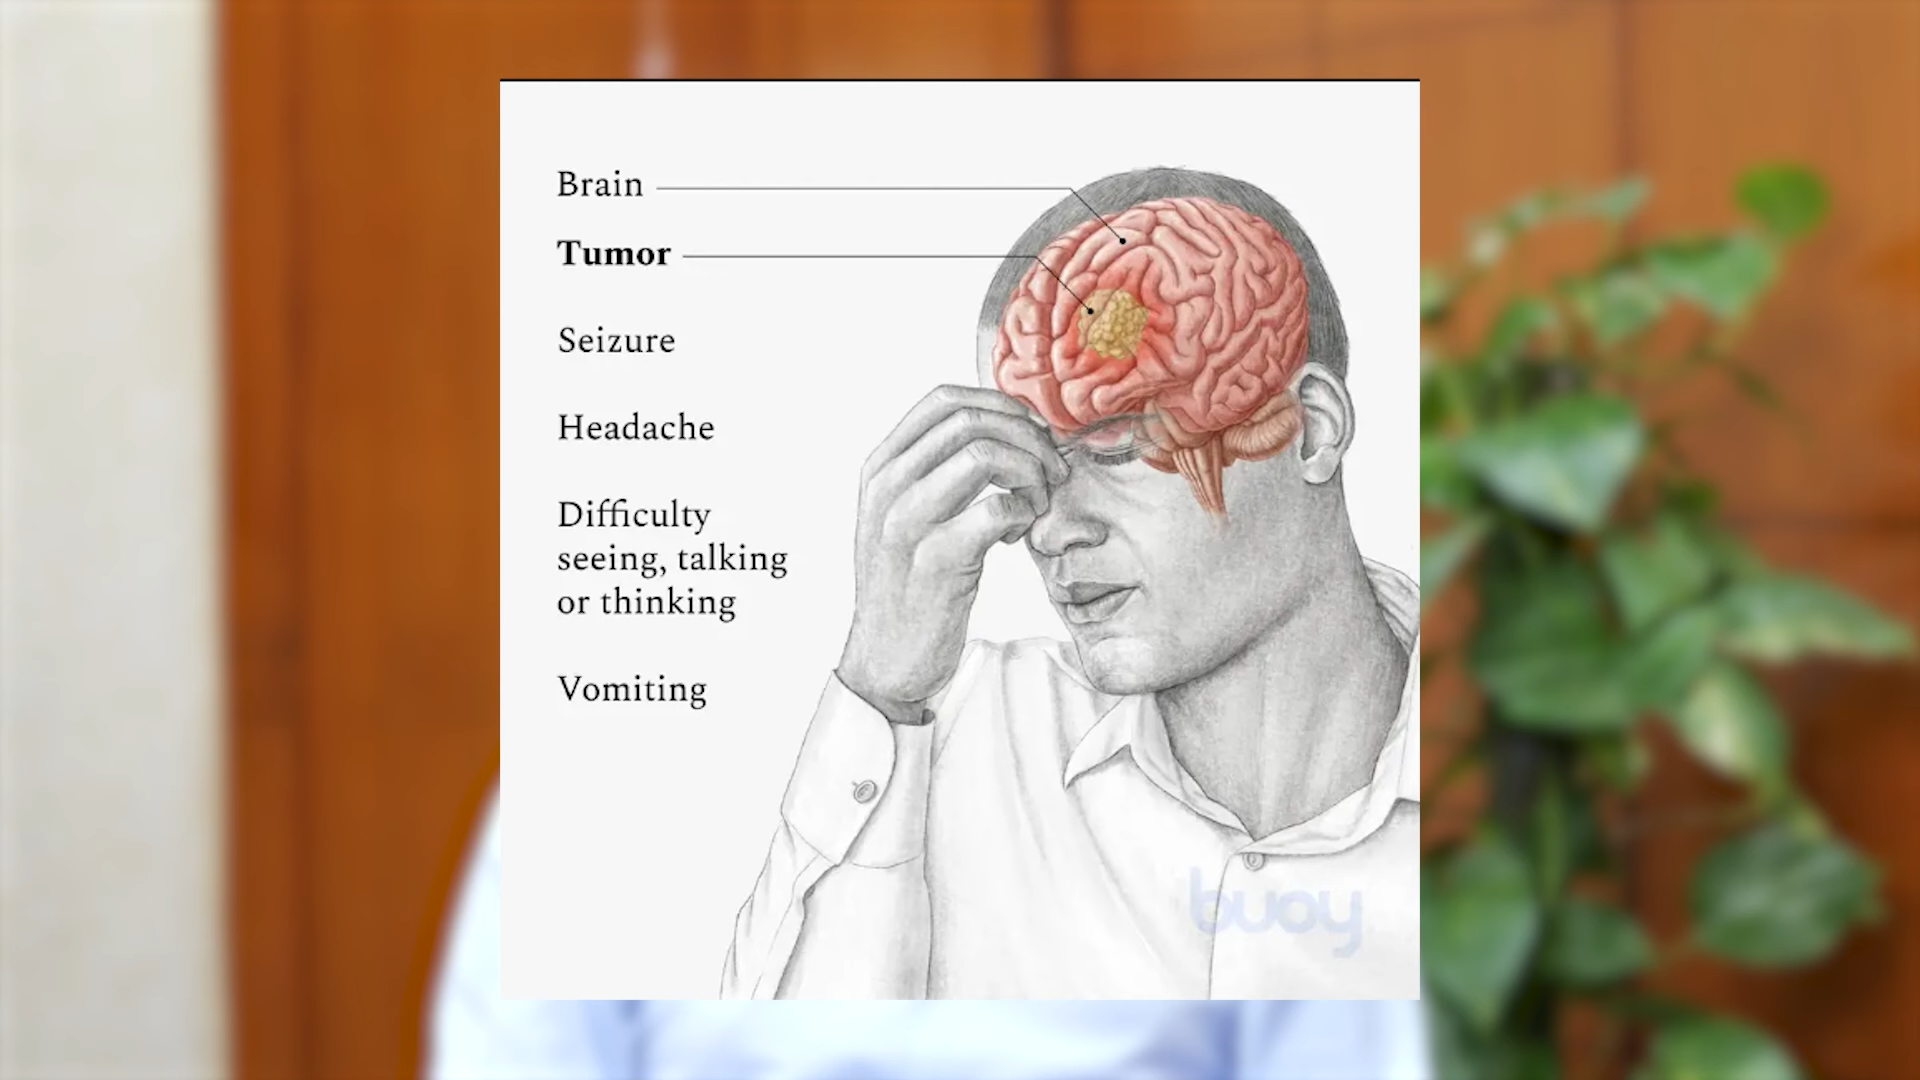 Brain
Tumor
Seizure
Headache
Difficulty
seeing, talking
or thinking
Vomiting
buoy